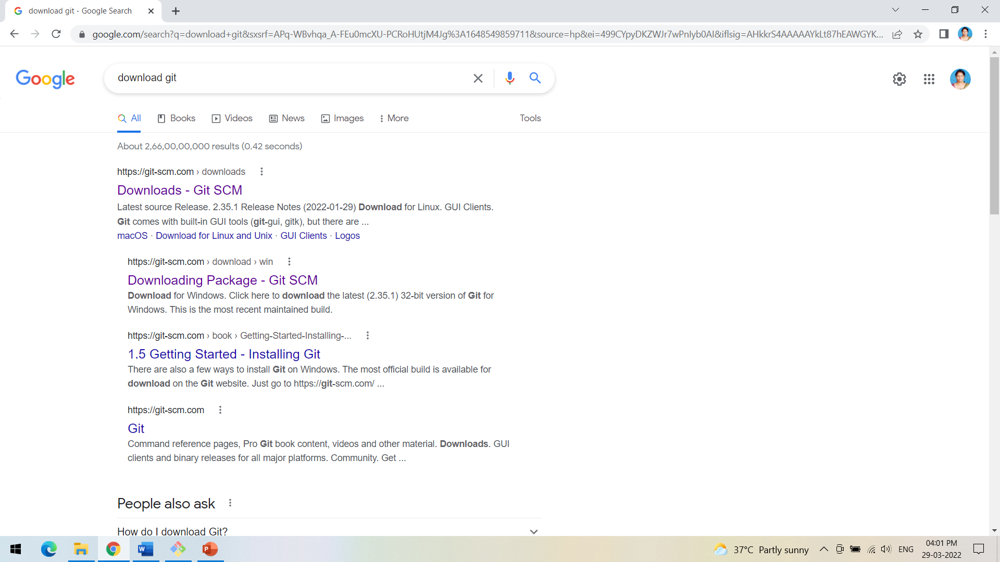 download git - Google Search
google.com/search?q=download+git&sxsrf=APq-WBvhqa_A-FEu0mcXU-PCRoHUtjM4Jg%3A1648549859711&source=hp&ei=499CYpyDKZWJr7wPnIyb0AI&iflsig=AHkkrS4AAAAAYkLt87hEAWGYK...
Google
download git
All Books Videos News Images More Tools
About 2,66,00,00,000 results (0.42 seconds)
https://git-scm.com › downloads
Downloads - Git SCM
Latest source Release. 2.35.1 Release Notes (2022-01-29) Download for Linux. GUI Clients.
Git comes with built-in GUI tools (git-gui, gitk), but there are ...
macOS · Download for Linux and Unix · GUI Clients · Logos
https://git-scm.com › download › win
Downloading Package - Git SCM
Download for Windows. Click here to download the latest (2.35.1) 32-bit version of Git for
Windows. This is the most recent maintained build.
https://git-scm.com › book › Getting-Started-Installing-...
1.5 Getting Started - Installing Git
There are also a few ways to install Git on Windows. The most official build is available for
download on the Git website. Just go to https://git-scm.com/ ...
https://git-scm.com
Git
Command reference pages, Pro Git book content, videos and other material. Downloads. GUI
clients and binary releases for all major platforms. Community. Get ...
People also ask
How do I download Git?
37°C Partly sunny
ENG
04:01 PM
29-03-2022